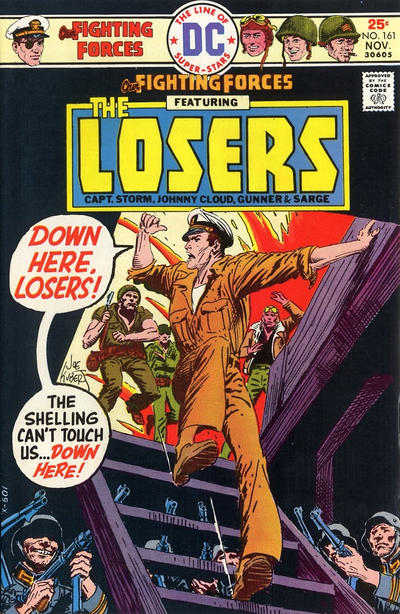 Our FIGHTING
FORCES
THE LINE OF
DC
SUPER-STARS
25¢
NO. 161
NOV.
30605
APPROVED
BY THE
COMICS
CODE
AUTHORITY
Our FIGHTING FORCES
FEATURING
THE
LOSERS
CAPT. STORM, JOHNNY CLOUD, GUNNER & SARGE
DOWN
HERE,
LOSERS!
JOE
KUBERT
THE
SHELLING
CAN'T TOUCH
US...DOWN
HERE!
X-501